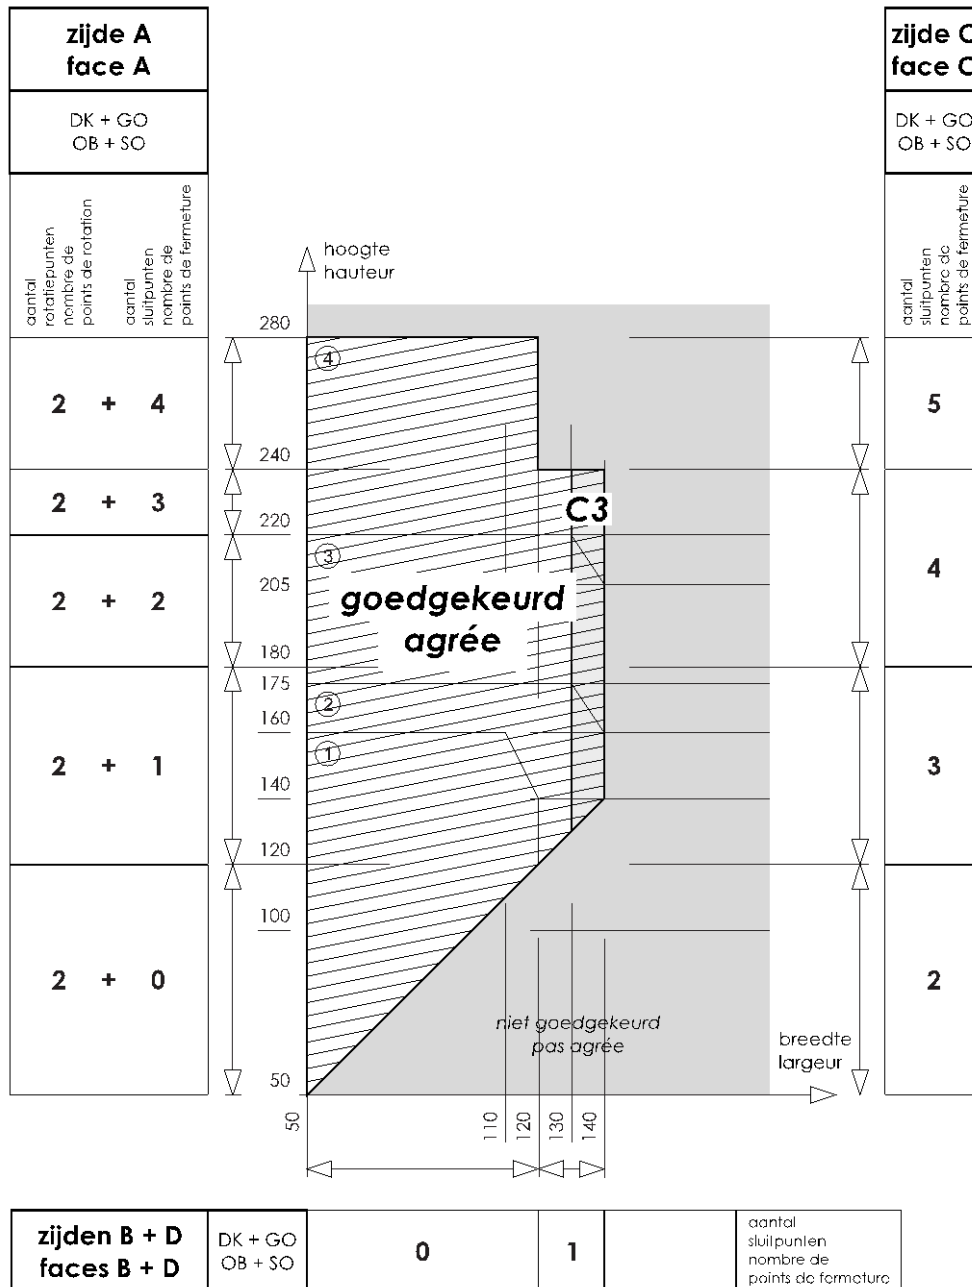 zijde A
face A
DK + GO
OB + SO
aantal
rotatiepunten
nombre de
points de rotation
aantal
sluitpunten
nombre de
points de fermeture
2 + 4
2 + 3
2 + 2
2 + 1
2 + 0
hoogte
hauteur
280
240
220
205
180
175
160
140
120
100
50
4
3
2
1
C3
goedgekeurd
agrée
niet goedgekeurd
pas agrée
breedte
largeur
50
110
120
130
140
zijde C
face C
DK + GO
OB + SO
aantal
sluitpunten
nombre de
points de fermeture
5
4
3
2
zijden B + D
faces B + D
DK + GO
OB + SO
0
1
aantal
sluitpunten
nombre de
points de fermeture